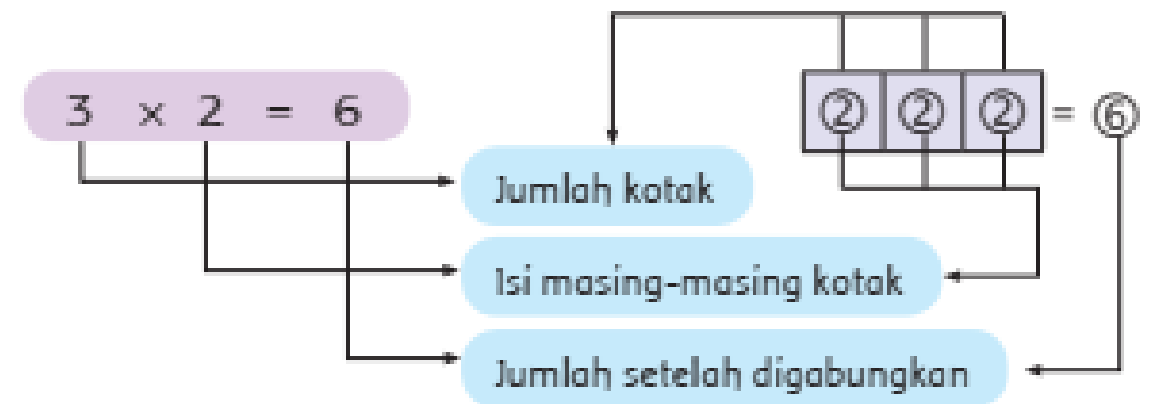 3 x 2 = 6
2 2 2 = 6
Jumlah kotak
Isi masing-masing kotak
Jumlah setelah digabungkan